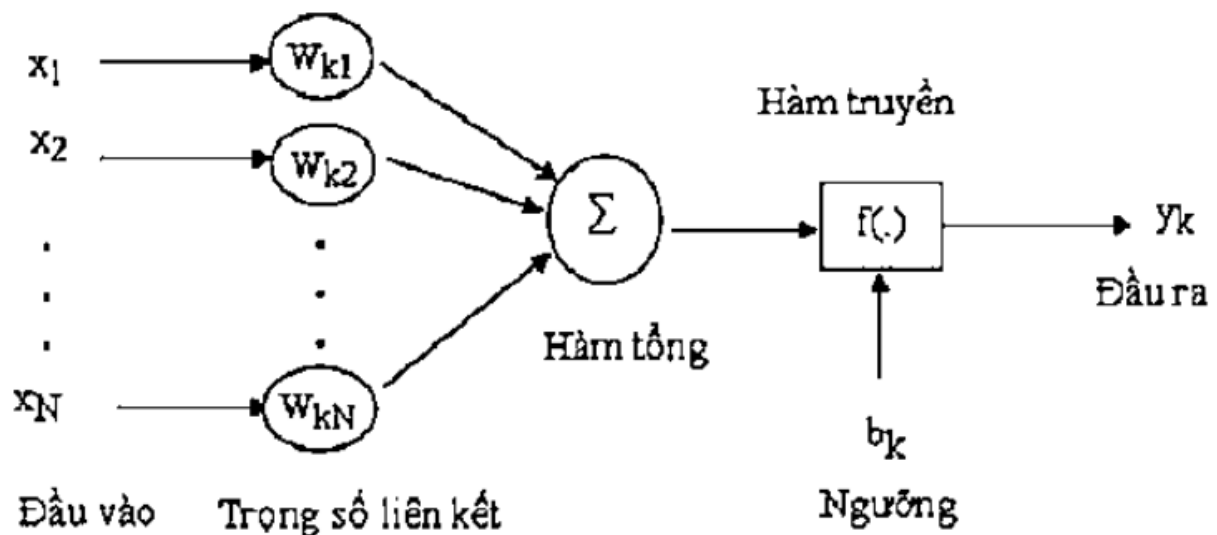 x1
Wk1
Hàm truyền
x2
Wk2
Σ
f(.)
yk
Đầu ra
Hàm tổng
xN
WkN
bk
Đầu vào
Trọng số liên kết
Ngưỡng